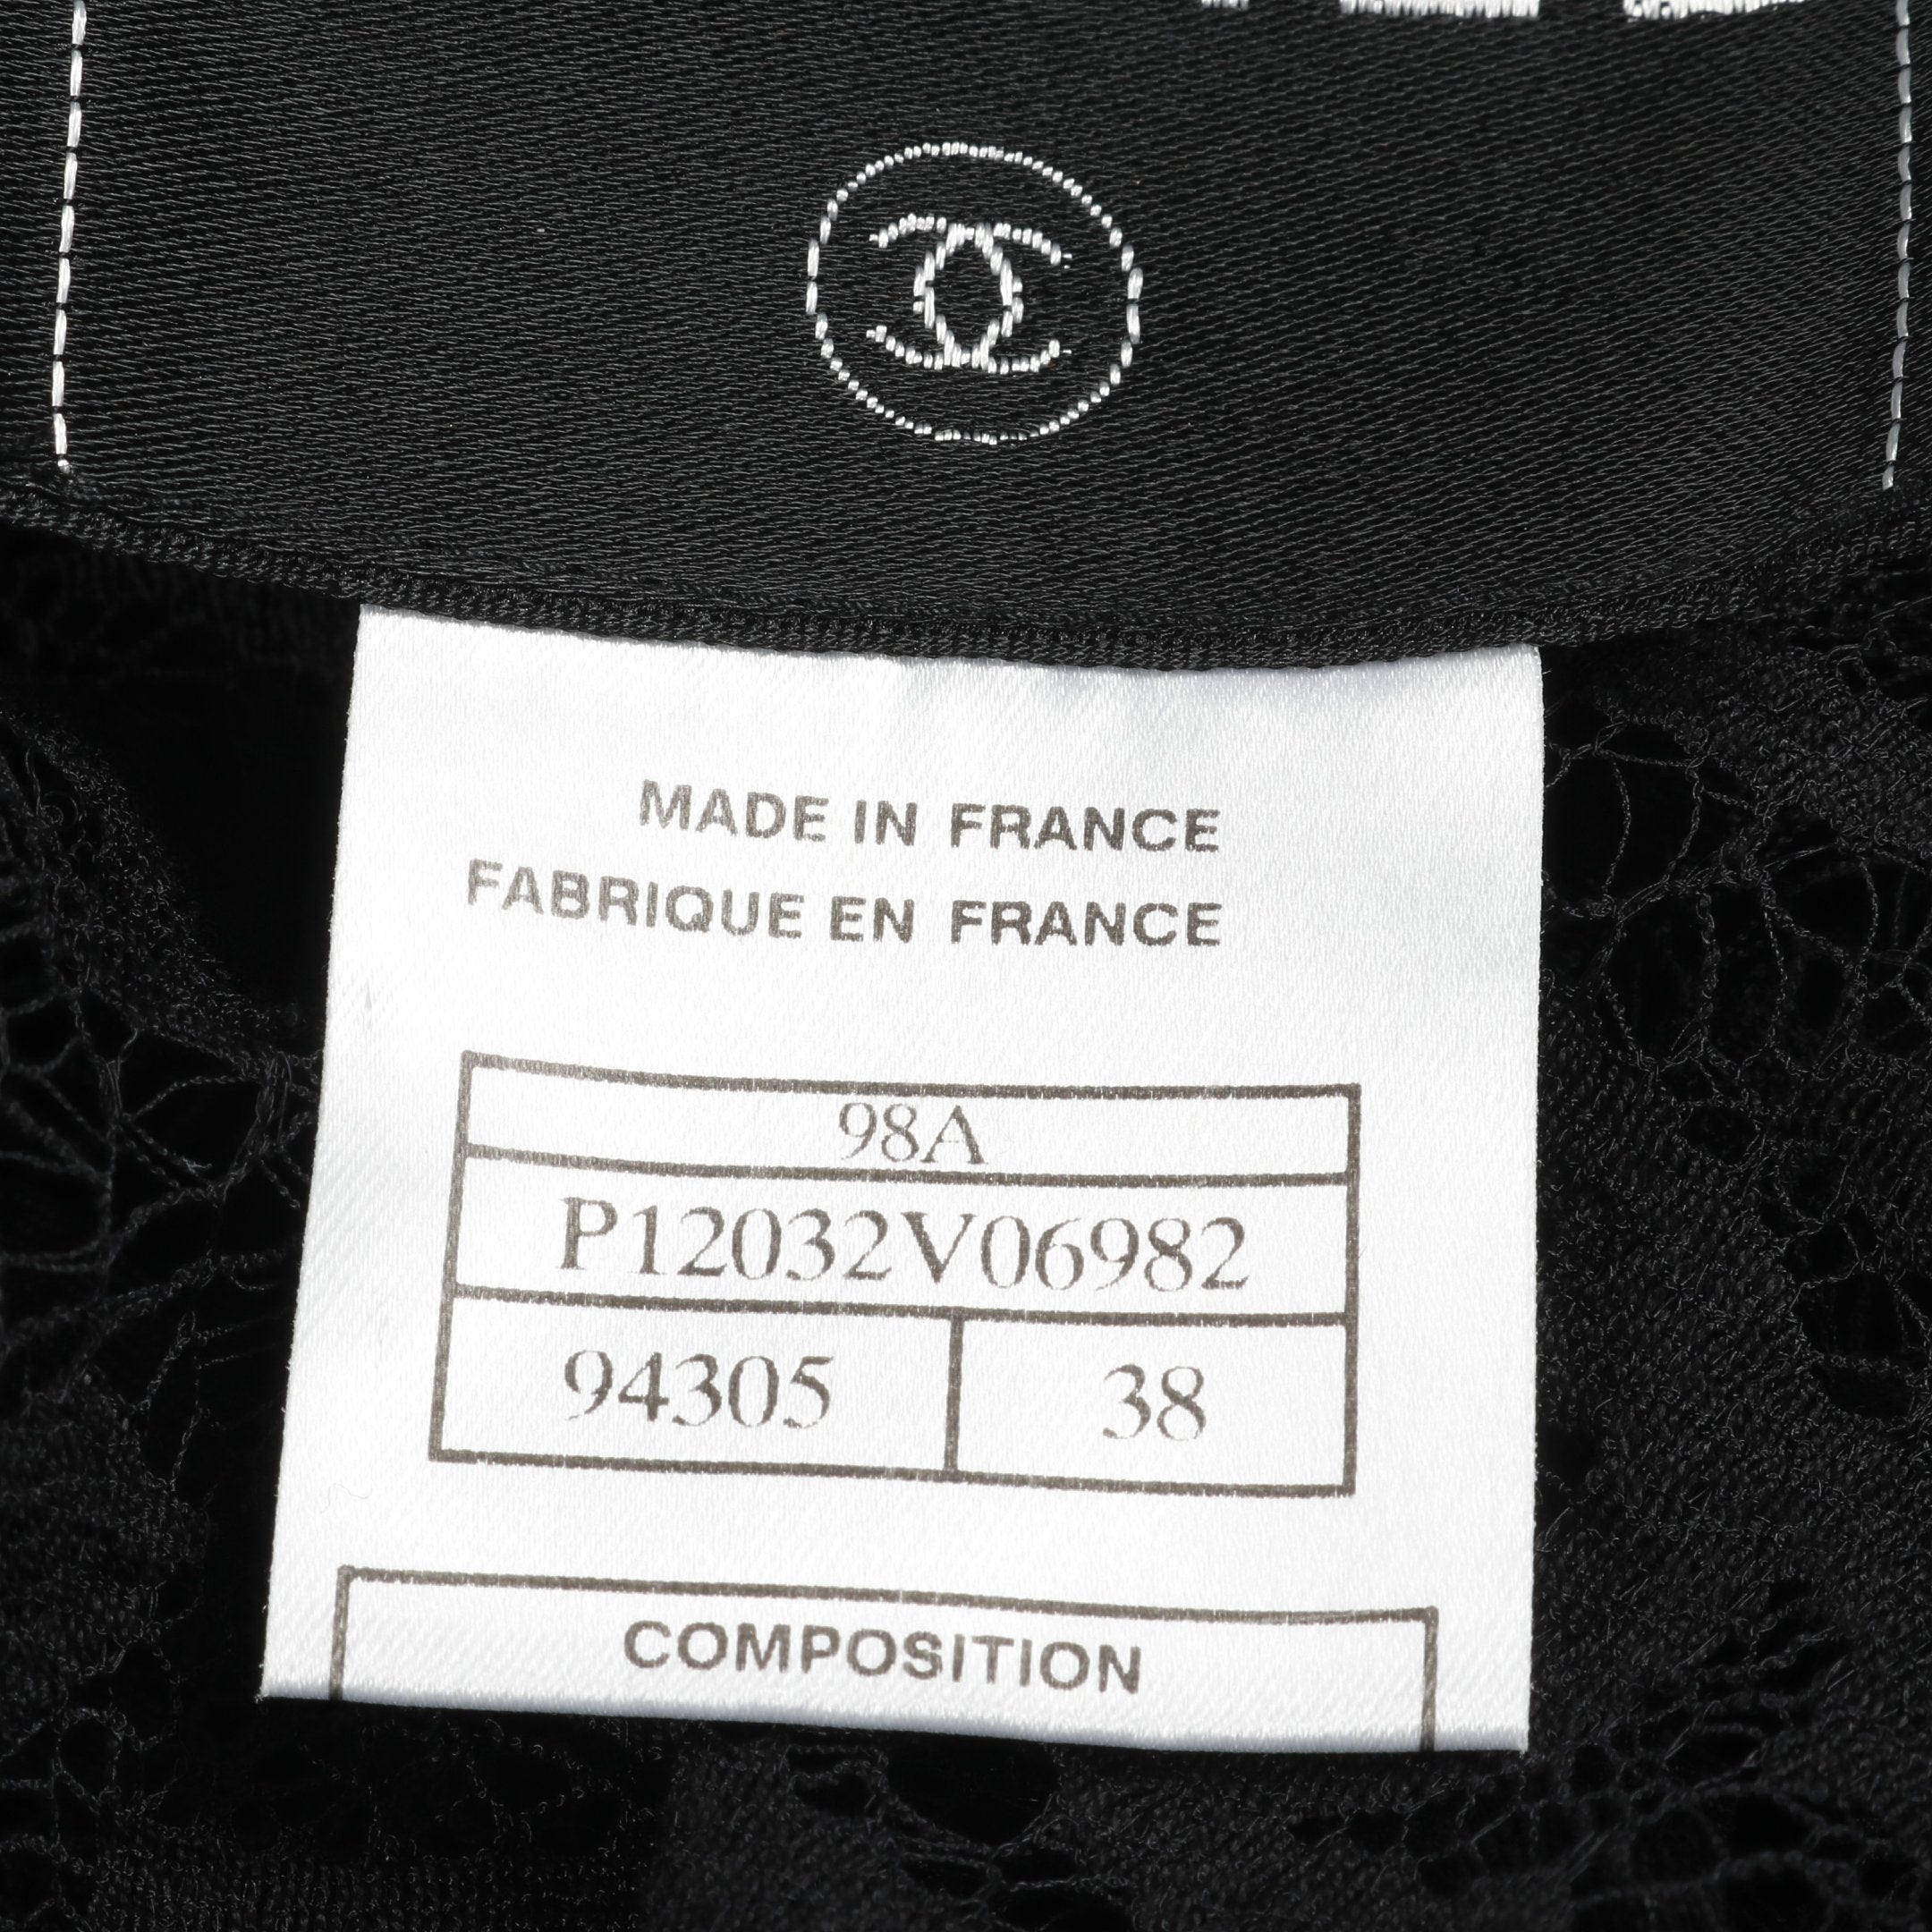 MADE IN FRANCE
FABRIQUE EN FRANCE
98A
P12032V06982
94305 38
COMPOSITION